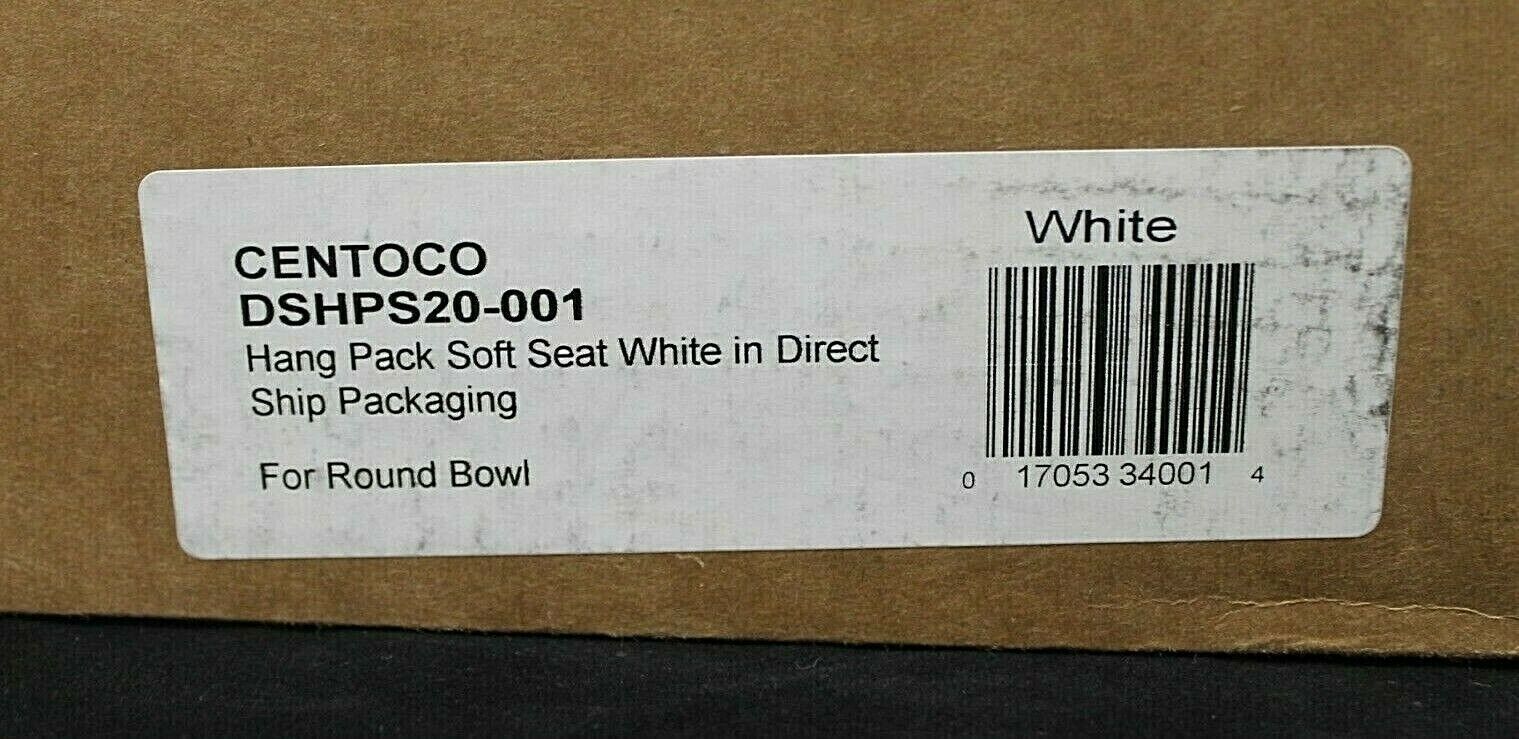 CENTOCO
DSHPS20-001
Hang Pack Soft Seat White in Direct
Ship Packaging
For Round Bowl
White
0 17053 34001 4